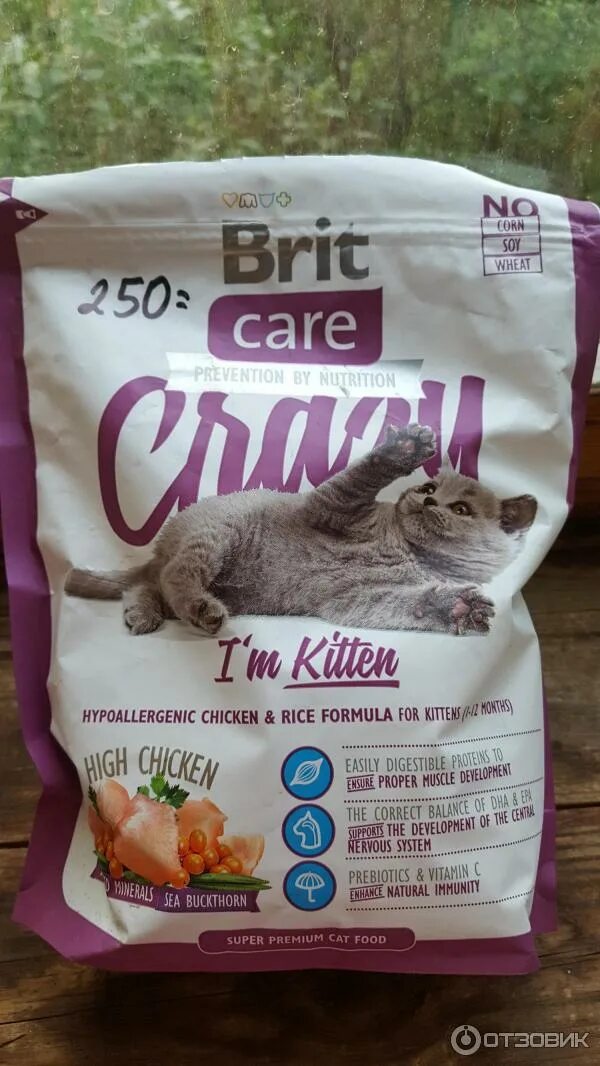 Brit
care
PREVENTION BY NUTRITION
NO
CORN
SOY
WHEAT
250=
Crazy
I'm Kitten
HYPOALLERGENIC CHICKEN & RICE FORMULA FOR KITTENS (1-12 MONTHS)
HIGH CHICKEN
MINERALS
SEA BUCKTHORN
EASILY DIGESTIBLE PROTEINS TO
ENSURE PROPER MUSCLE DEVELOPMENT
THE CORRECT BALANCE OF DHA & EPA
SUPPORTS THE DEVELOPMENT OF THE CENTRAL
NERVOUS SYSTEM
PREBIOTICS & VITAMIN C
ENHANCE NATURAL IMMUNITY
SUPER PREMIUM CAT FOOD
ОТЗОВИК